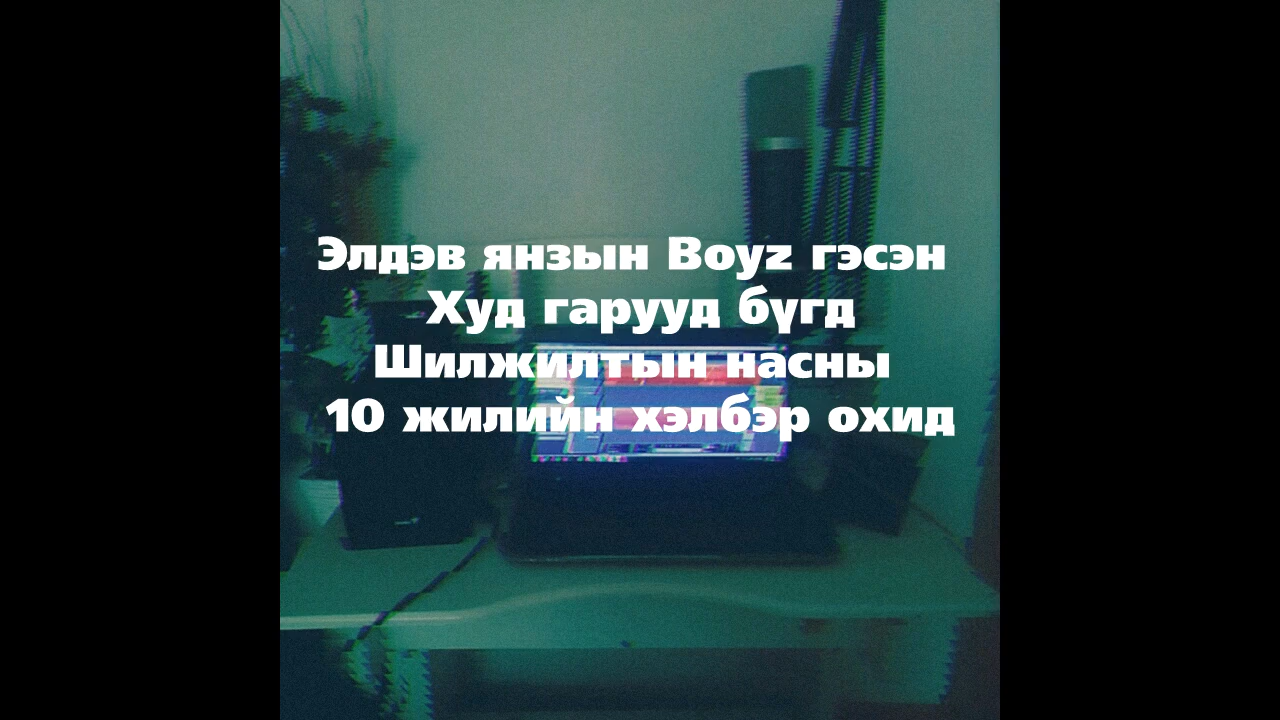 Элдэв янзын Boyz гэсэн
Худ гарууд бүгд
Шилжилтын насны
10 жилийн хэлбэр охид